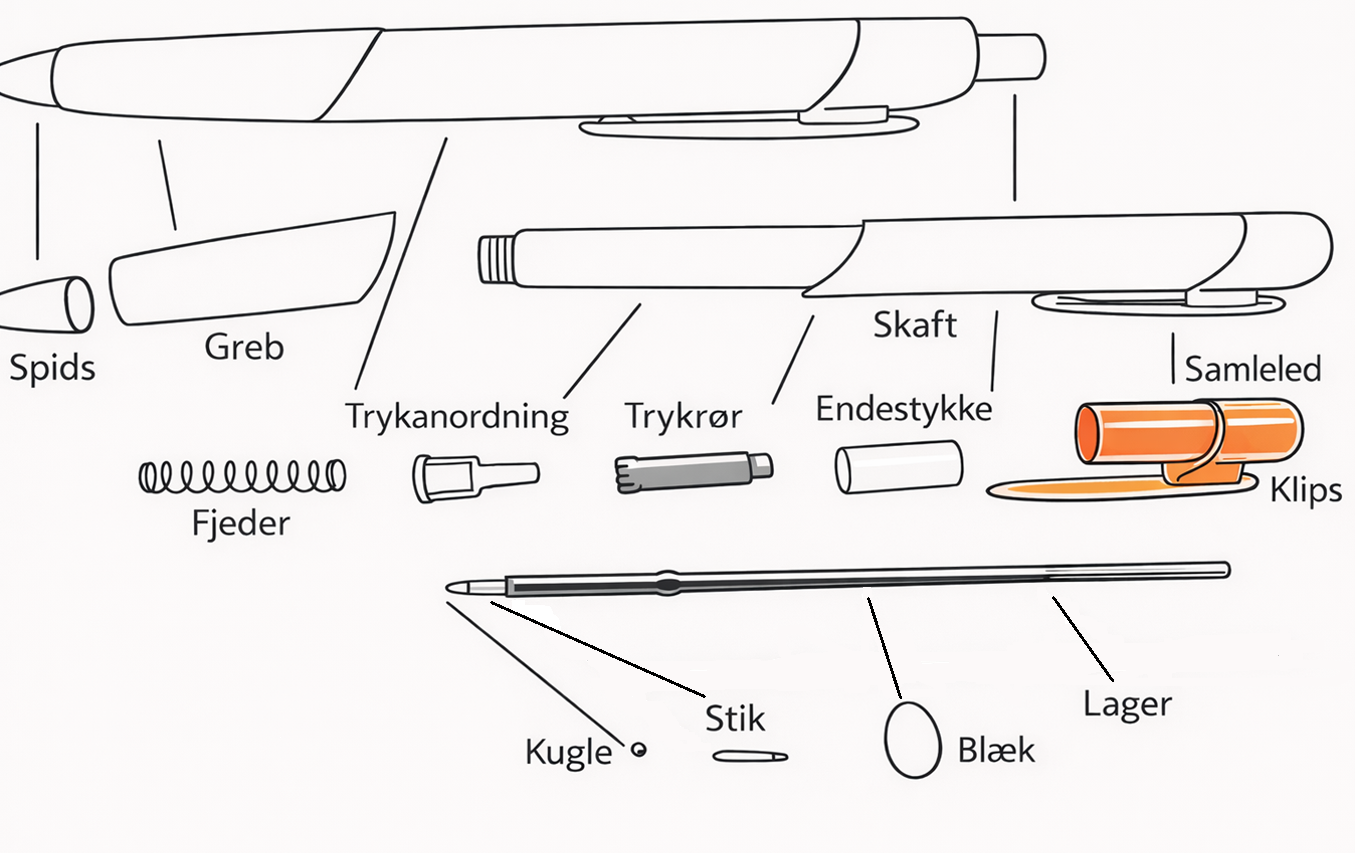 Skaft
Greb
Spids
Samleled
Trykanordning
Trykrør
Endestykke
Klips
Fjeder
Lager
Stik
Kugle
Blæk